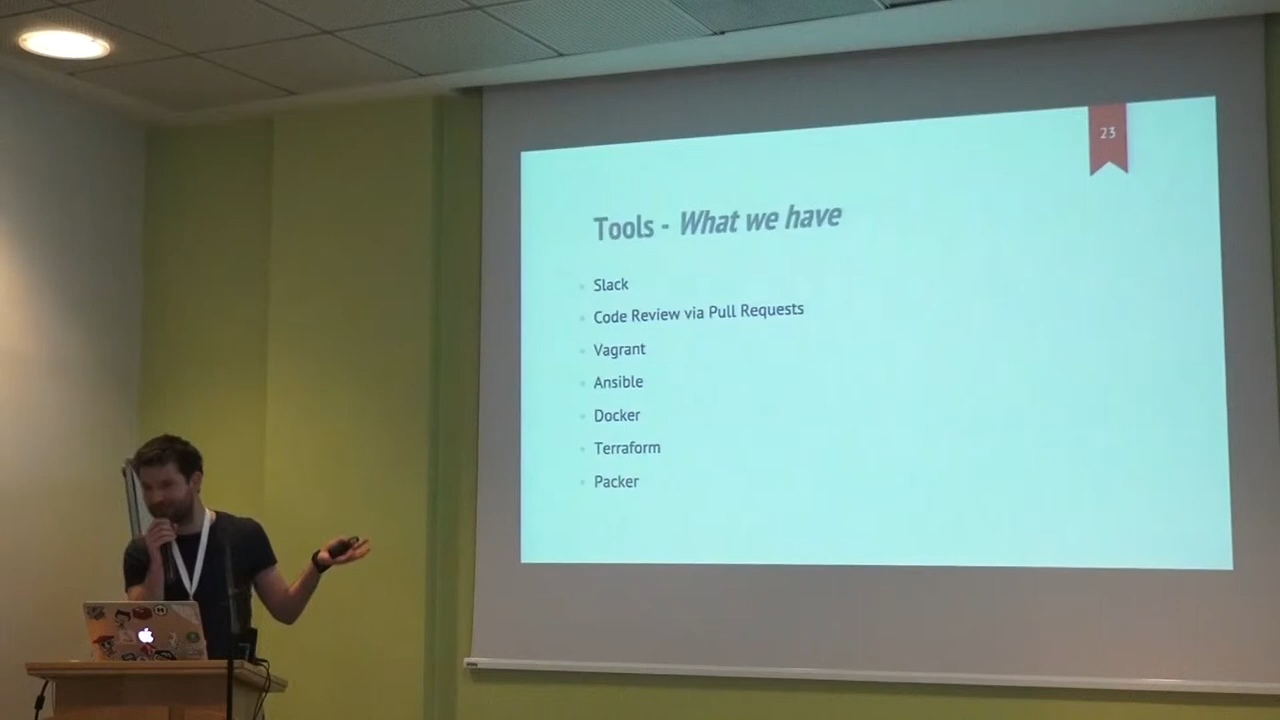 23
Tools - What we have
Slack
Code Review via Pull Requests
Vagrant
Ansible
Docker
Terraform
Packer